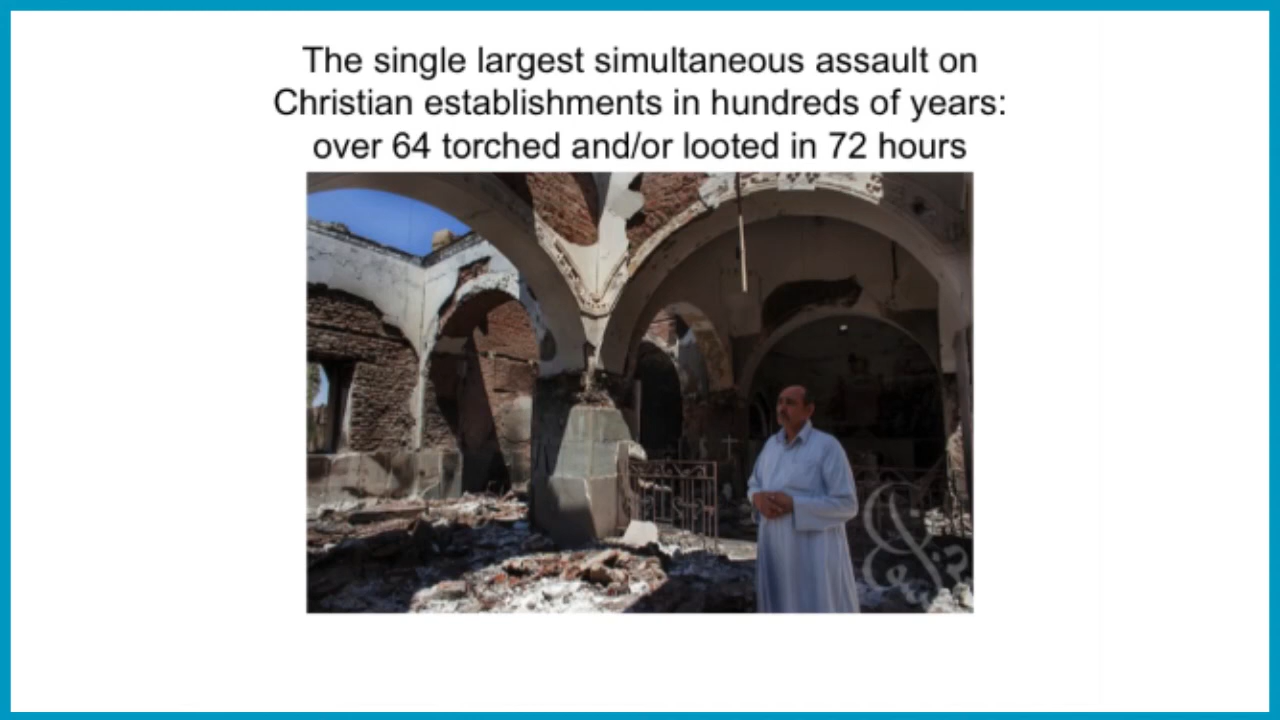 The single largest simultaneous assault on
Christian establishments in hundreds of years:
over 64 torched and/or looted in 72 hours